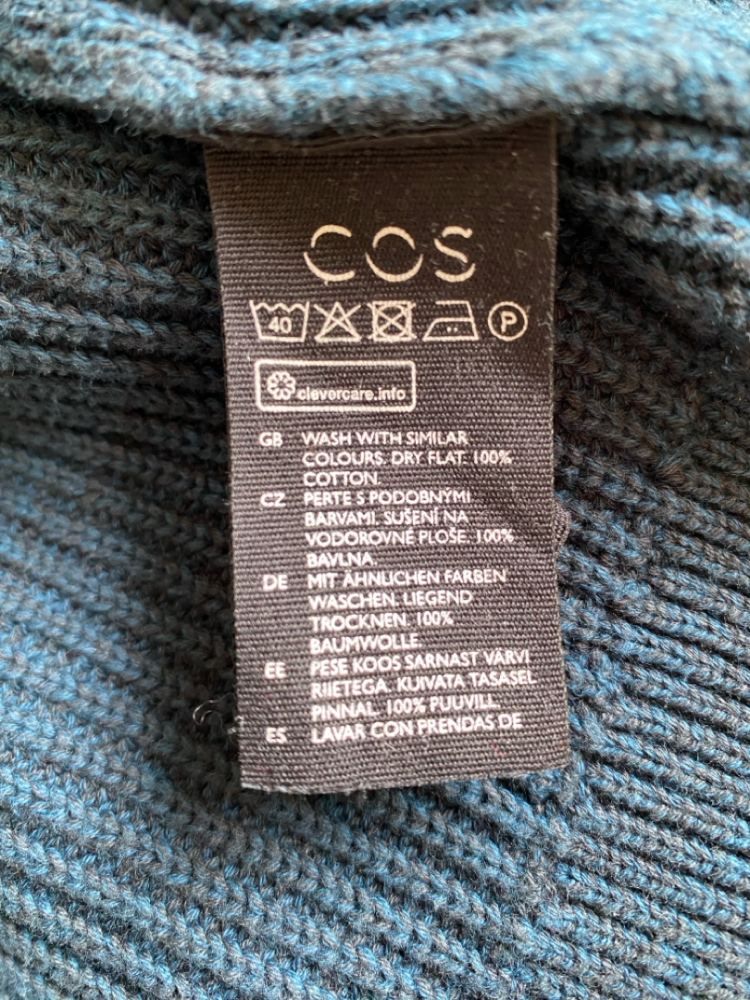 COS
40 P
clevercare.info
GB WASH WITH SIMILAR
COLOURS. DRY FLAT. 100%
COTTON.
CZ PERTE S PODOBNÝMI
BARVAMI. SUŠENÍ NA
VODOROVNÉ PLOŠE. 100%
BAVLNA.
DE MIT ÄHNLICHEN FARBEN
WASCHEN. LIEGEND
TROCKNEN. 100%
BAUMWOLLE.
EE PESE KOOS SARNAST VÄRVI
RIIETEGA. KUIVATA TASASEL
PINNAL. 100% PUUVILL.
ES LAVAR CON PRENDAS DE